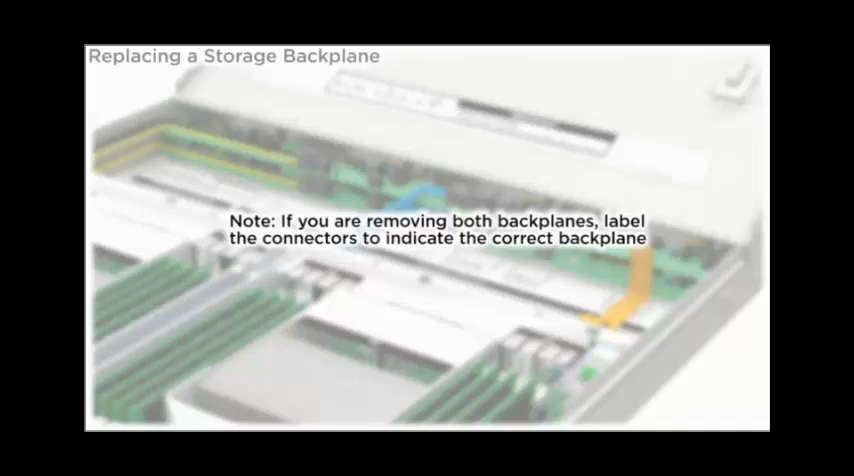 Replacing a Storage Backplane
Note: If you are removing both backplanes, label
the connectors to indicate the correct backplane